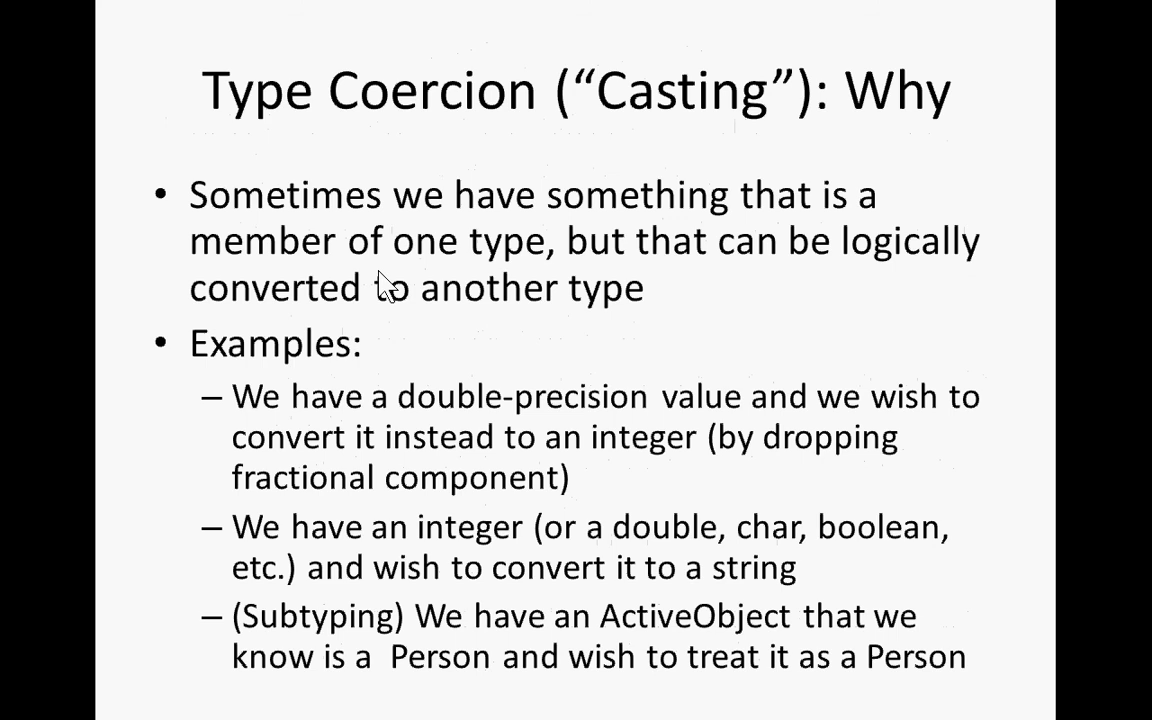 Type Coercion (“Casting”): Why
• Sometimes we have something that is a
member of one type, but that can be logically
converted to another type
• Examples:
– We have a double-precision value and we wish to
convert it instead to an integer (by dropping
fractional component)
– We have an integer (or a double, char, boolean,
etc.) and wish to convert it to a string
– (Subtyping) We have an ActiveObject that we
know is a  Person and wish to treat it as a Person